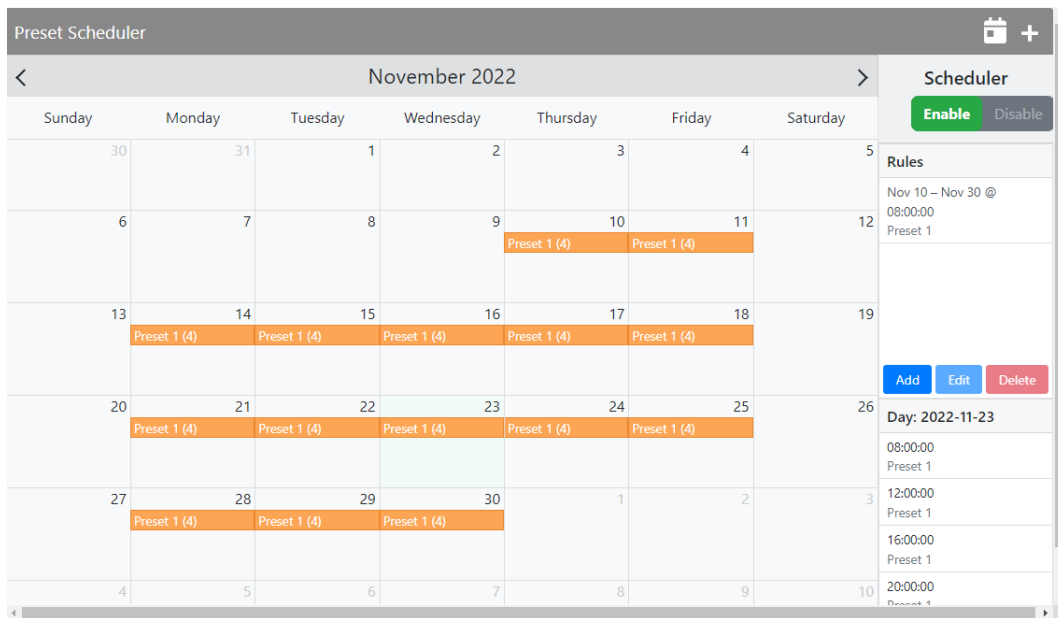 Preset Scheduler
November 2022
Scheduler
Enable Disable
Sunday Monday Tuesday Wednesday Thursday Friday Saturday
30 31 1 2 3 4 5
6 7 8 9 10 11 12
Preset 1 (4) Preset 1 (4)
13 14 15 16 17 18 19
Preset 1 (4) Preset 1 (4) Preset 1 (4) Preset 1 (4) Preset 1 (4)
20 21 22 23 24 25 26
Preset 1 (4) Preset 1 (4) Preset 1 (4) Preset 1 (4) Preset 1 (4)
27 28 29 30 1 2 3
Preset 1 (4) Preset 1 (4) Preset 1 (4)
4 5 6 7 8 9 10
Rules
Nov 10 – Nov 30 @
08:00:00
Preset 1
Add Edit Delete
Day: 2022-11-23
08:00:00
Preset 1
12:00:00
Preset 1
16:00:00
Preset 1
20:00:00
Preset 1